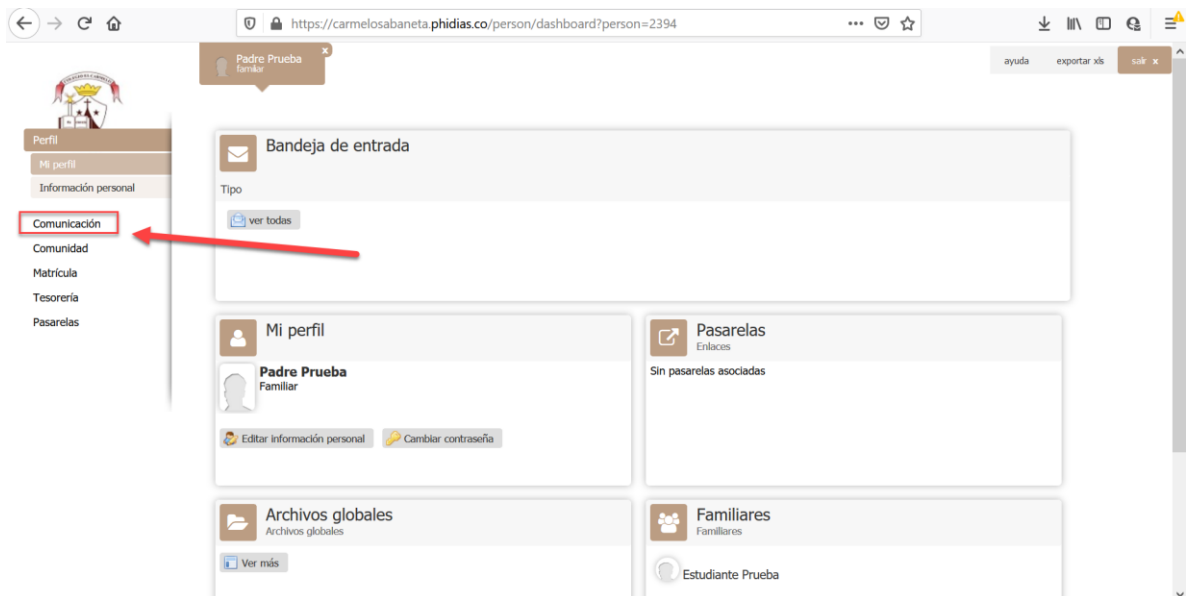 https://carmelosabaneta.phidias.co/person/dashboard?person=2394
Padre Prueba
familiar
x
ayuda
exportar xls
salir x
Perfil
Mi perfil
Información personal
Comunicación
Comunidad
Matrícula
Tesorería
Pasarelas
Bandeja de entrada
Tipo
ver todas
Mi perfil
Padre Prueba
Familiar
Editar información personal
Cambiar contraseña
Pasarelas
Enlaces
Sin pasarelas asociadas
Archivos globales
Archivos globales
Ver más
Familiares
Familiares
Estudiante Prueba